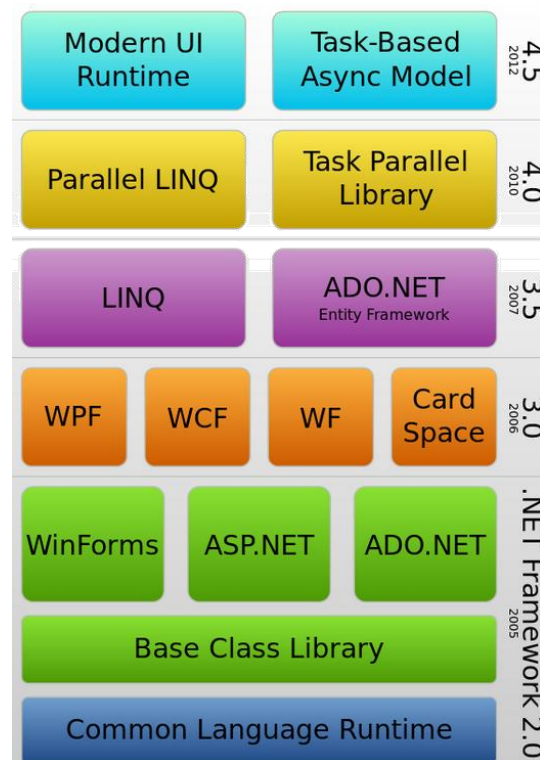 Modern UI
Runtime
Task-Based
Async Model
4.5
2012
Parallel LINQ
Task Parallel
Library
4.0
2010
LINQ
ADO.NET
Entity Framework
3.5
2007
WPF
WCF
WF
Card
Space
3.0
2006
WinForms
ASP.NET
ADO.NET
Base Class Library
Common Language Runtime
.NET Framework 2.0
2005